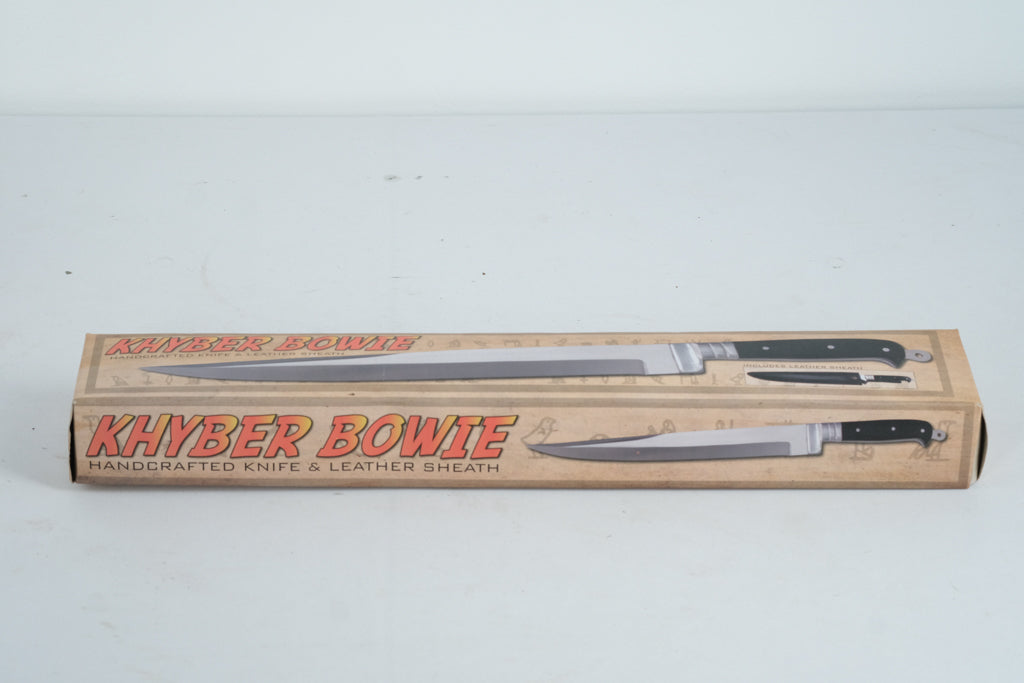 KHYBER BOWIE
HANDCRAFTED KNIFE & LEATHER SHEATH
INCLUDES LEATHER SHEATH
KHYBER BOWIE
HANDCRAFTED KNIFE & LEATHER SHEATH